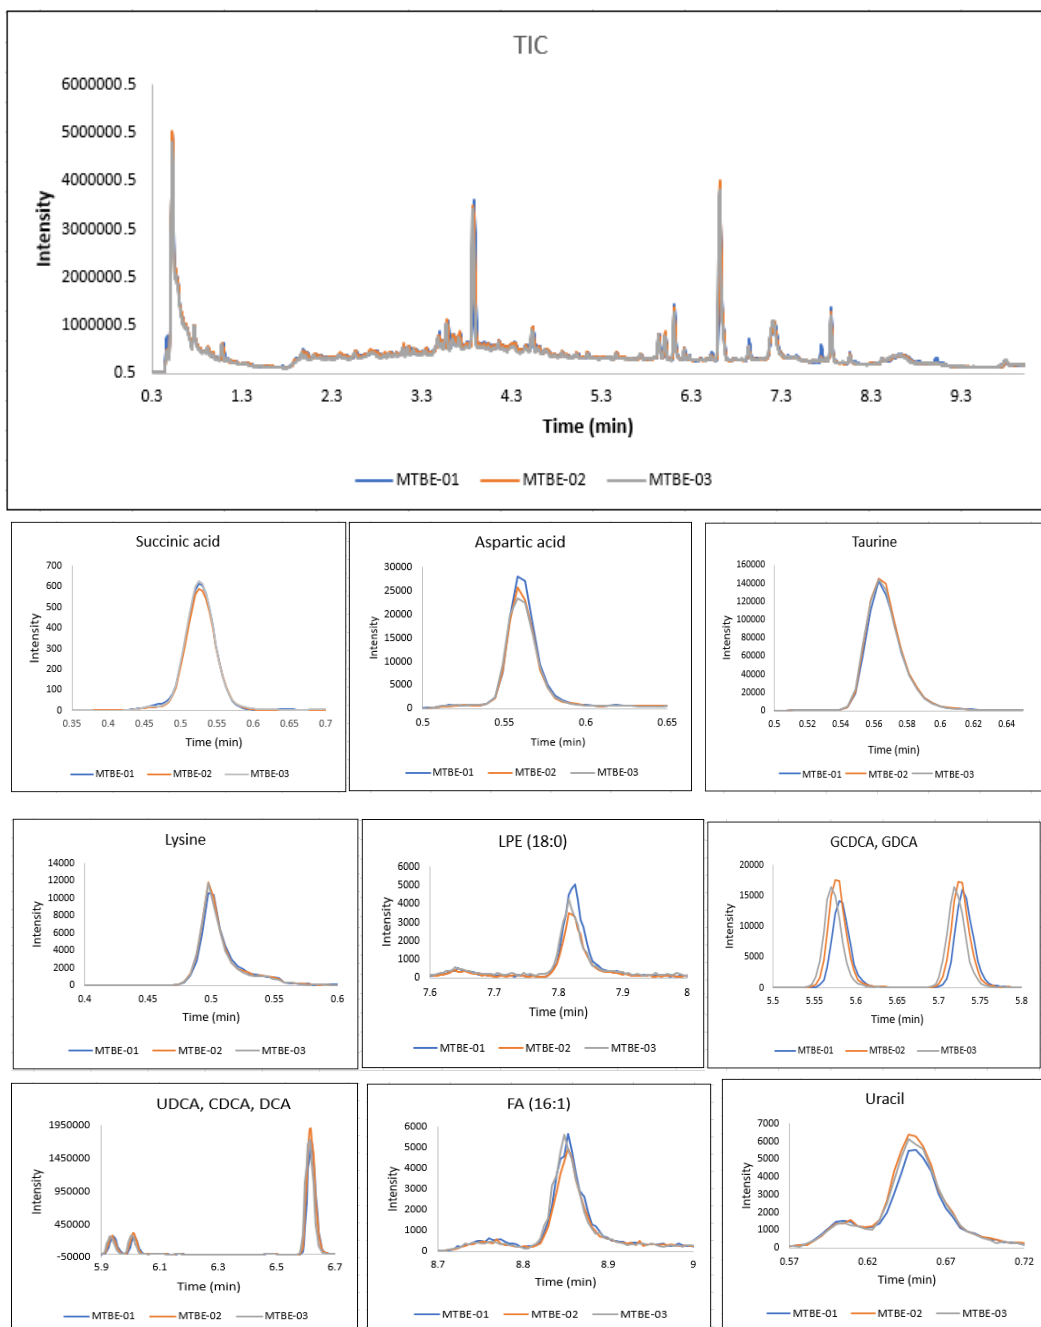 TIC
6000000.5
5000000.5
4000000.5
3000000.5
2000000.5
1000000.5
0.5
Intensity
0.3 1.3 2.3 3.3 4.3 5.3 6.3 7.3 8.3 9.3
Time (min)
MTBE-01 MTBE-02 MTBE-03
Succinic acid
700
600
500
400
300
200
100
0
Intensity
0.35 0.4 0.45 0.5 0.55 0.6 0.65 0.7
Time (min)
MTBE-01 MTBE-02 MTBE-03
Aspartic acid
30000
25000
20000
15000
10000
5000
0
Intensity
0.5 0.55 0.6 0.65
Time (min)
MTBE-01 MTBE-02 MTBE-03
Taurine
160000
140000
120000
100000
80000
60000
40000
20000
0
Intensity
0.5 0.52 0.54 0.56 0.58 0.6 0.62 0.64
Time (min)
MTBE-01 MTBE-02 MTBE-03
Lysine
14000
12000
10000
8000
6000
4000
2000
0
Intensity
0.4 0.45 0.5 0.55 0.6
Time (min)
MTBE-01 MTBE-02 MTBE-03
LPE (18:0)
6000
5000
4000
3000
2000
1000
0
Intensity
7.6 7.7 7.8 7.9 8
Time (min)
MTBE-01 MTBE-02 MTBE-03
GCDCA, GDCA
20000
15000
10000
5000
0
Intensity
5.5 5.55 5.6 5.65 5.7 5.75 5.8
Time (min)
MTBE-01 MTBE-02 MTBE-03
UDCA, CDCA, DCA
1950000
1450000
950000
450000
-50000
Intensity
5.9 6.1 6.3 6.5 6.7
Time (min)
MTBE-01 MTBE-02 MTBE-03
FA (16:1)
6000
5000
4000
3000
2000
1000
0
Intensity
8.7 8.8 8.9 9
Time (min)
MTBE-01 MTBE-02 MTBE-03
Uracil
7000
6000
5000
4000
3000
2000
1000
0
Intensity
0.57 0.62 0.67 0.72
Time (min)
MTBE-01 MTBE-02 MTBE-03